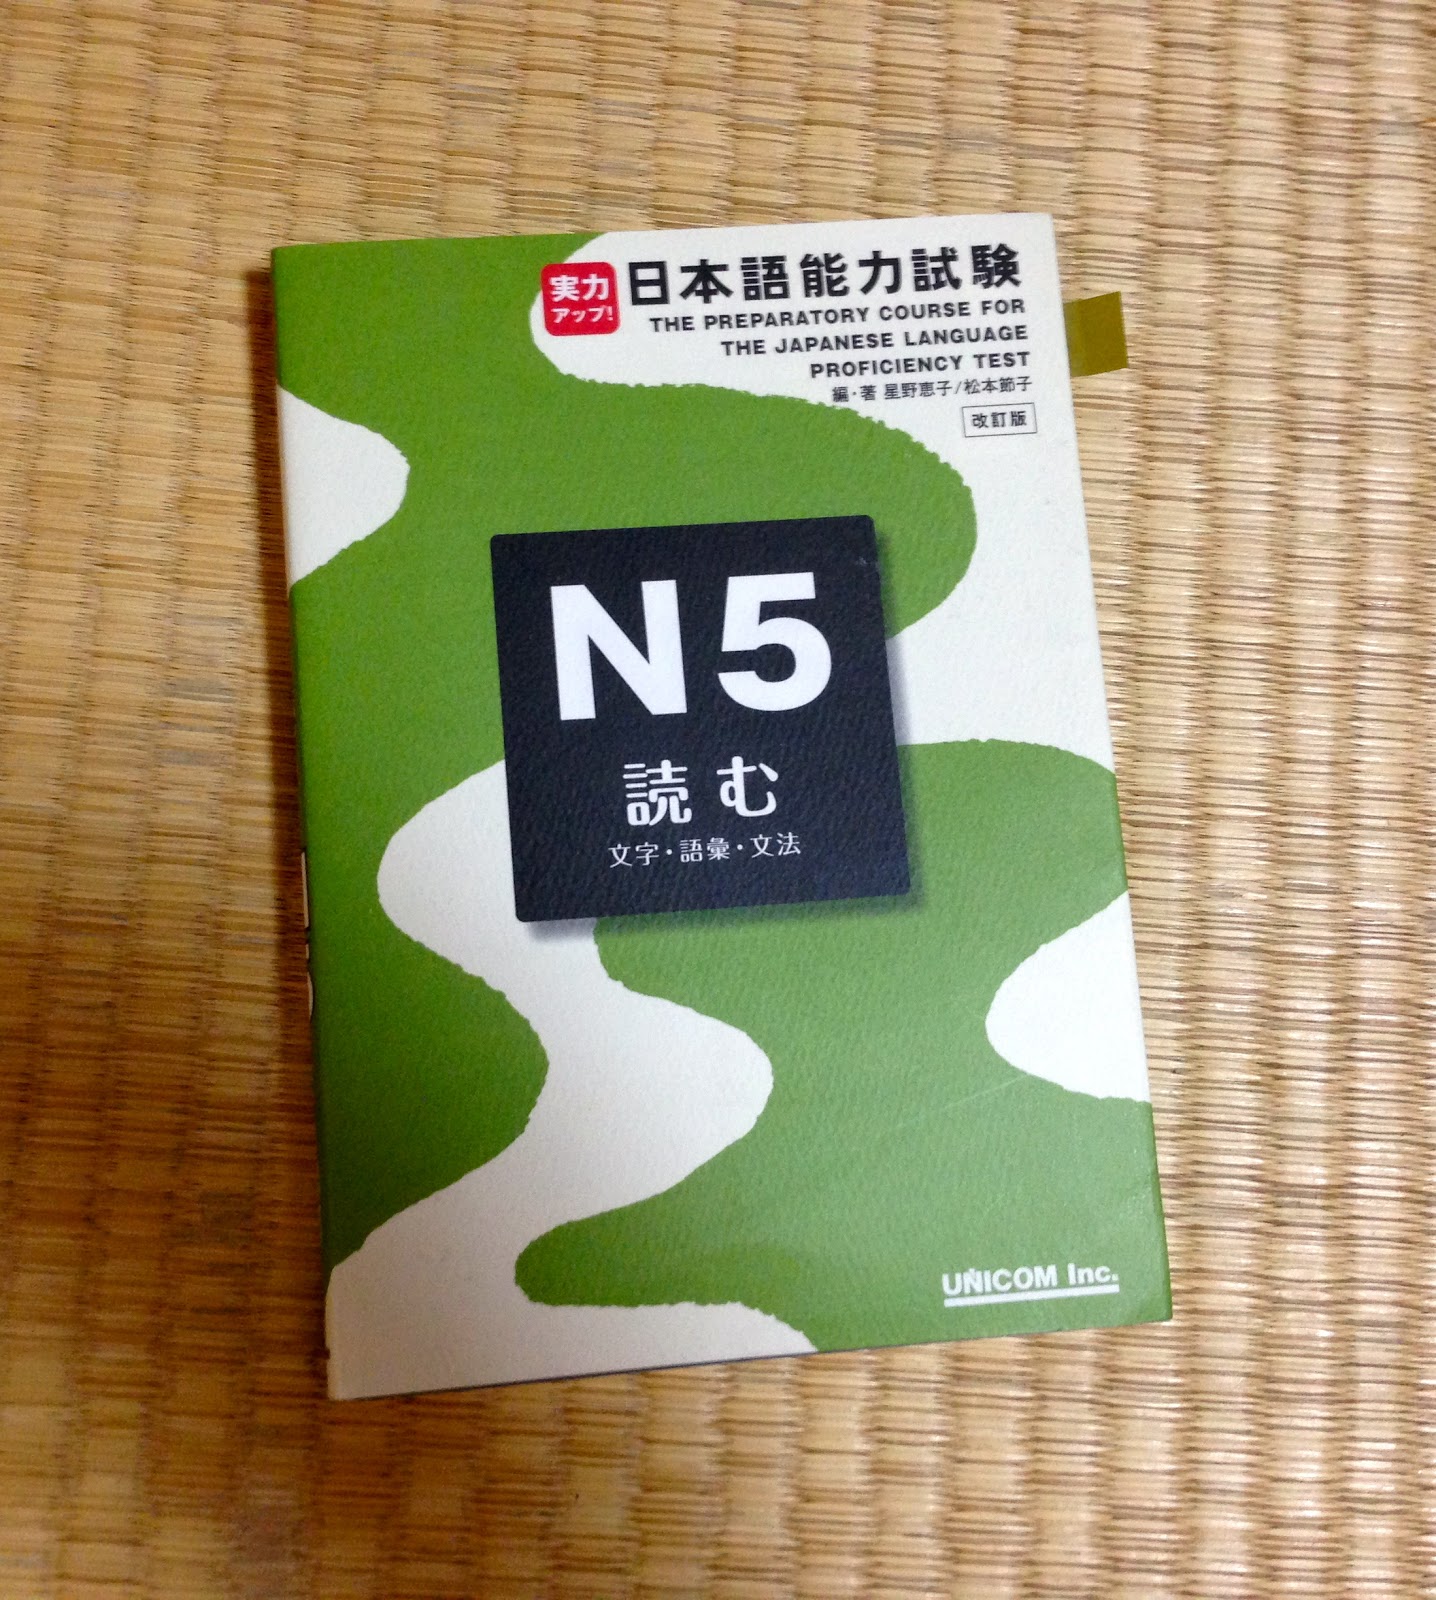 実力
アップ!
日本語能力試験
THE PREPARATORY COURSE FOR
THE JAPANESE LANGUAGE
PROFICIENCY TEST
編・著 星野恵子/松本節子
改訂版
N5
読む
文字・語彙・文法
UNICOM Inc.